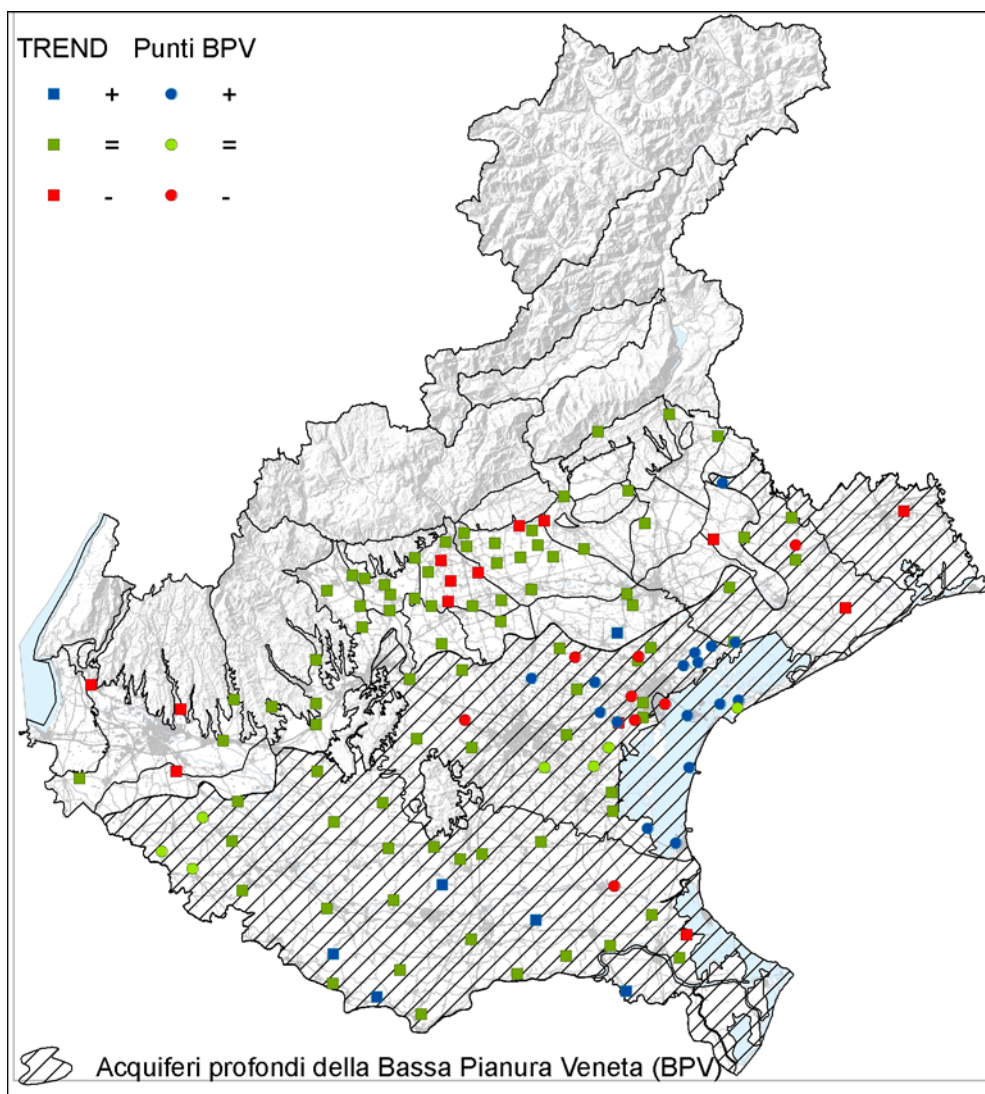 TREND Punti BPV
+ +
= =
- -
Acquiferi profondi della Bassa Pianura Veneta (BPV)